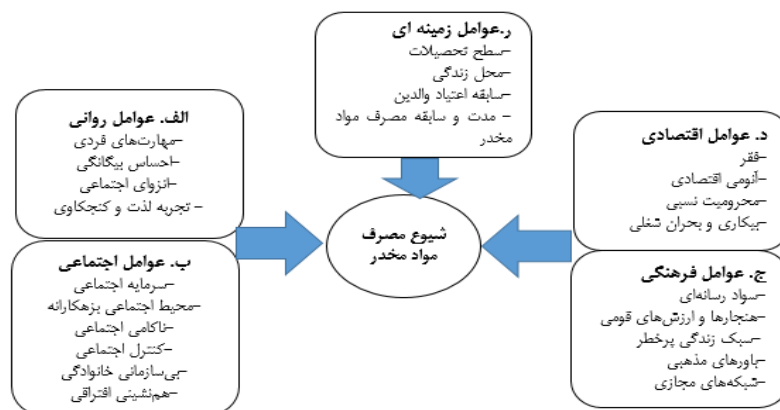 ر.عوامل زمینه ای
-سطح تحصیلات
-محل زندگی
-سابقه اعتیاد والدین
- مدت و سابقه مصرف مواد
مخدر
الف. عوامل روانی
-مهارت‌های فردی
-احساس بیگانگی
-انزوای اجتماعی
- تجربه لذت و کنجکاوی
د. عوامل اقتصادی
-فقر
-آنومی اقتصادی
-محرومیت نسبی
-بیکاری و بحران شغلی
شیوع مصرف
مواد مخدر
ب. عوامل اجتماعی
-سرمایه اجتماعی
-محیط اجتماعی بزهکارانه
-ناکامی اجتماعی
-کنترل اجتماعی
-بی‌سازمانی خانوادگی
-هم‌نشینی افتراقی
ج. عوامل فرهنگی
-سواد رسانه‌ای
-هنجارها و ارزش‌های قومی
-سبک زندگی پرخطر
-باورهای مذهبی
-شبکه‌های مجازی